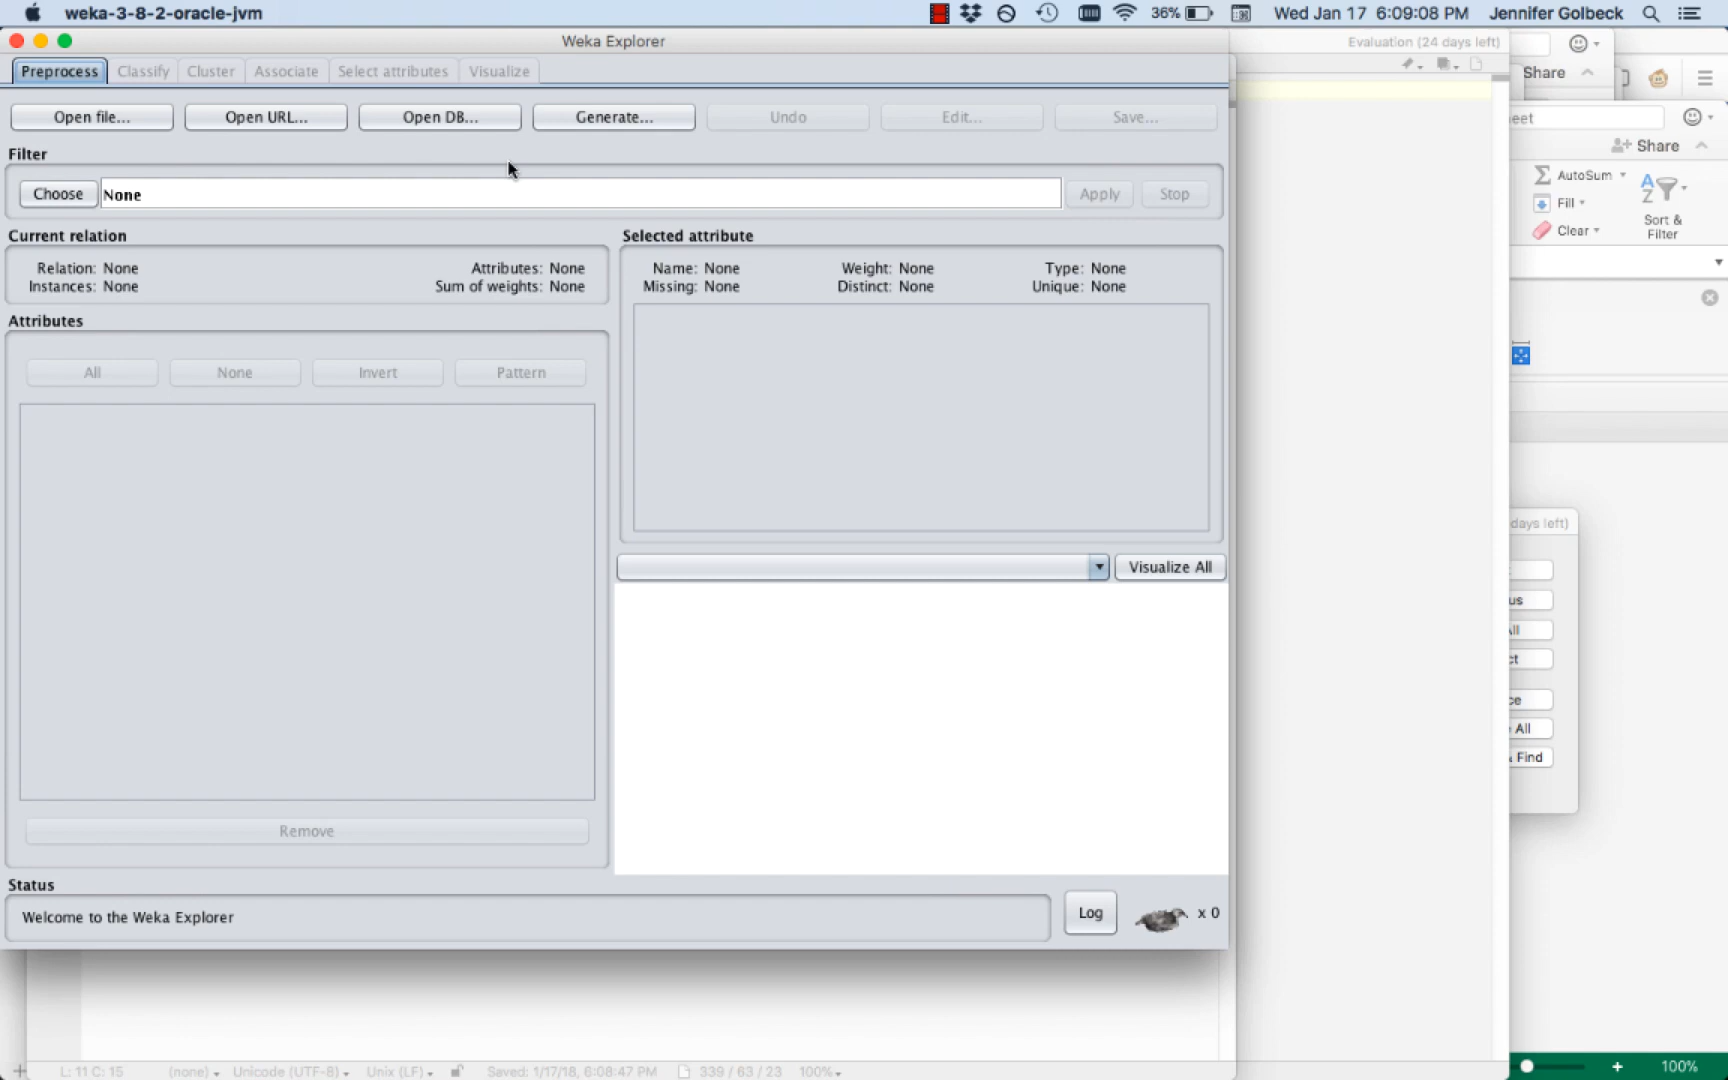 weka-3-8-2-oracle-jvm 36% Wed Jan 17 6:09:08 PM Jennifer Golbeck
Weka Explorer
Evaluation (24 days left)
Preprocess Classify Cluster Associate Select attributes Visualize
Share
Open file... Open URL... Open DB... Generate... Undo Edit... Save...
eet
Share
Filter
Choose None Apply Stop
AutoSum
Fill
Clear
Sort & Filter
Current relation
Relation: None Attributes: None
Instances: None Sum of weights: None
Selected attribute
Name: None Weight: None Type: None
Missing: None Distinct: None Unique: None
Attributes
All None Invert Pattern
Remove
Visualize All
days left)
us
All
ct
ce
All
& Find
Status
Welcome to the Weka Explorer
Log x 0
L: 11 C: 15 (none) Unicode (UTF-8) Unix (LF) Saved: 1/17/18, 6:08:47 PM 339 / 63 / 23 100%
100%